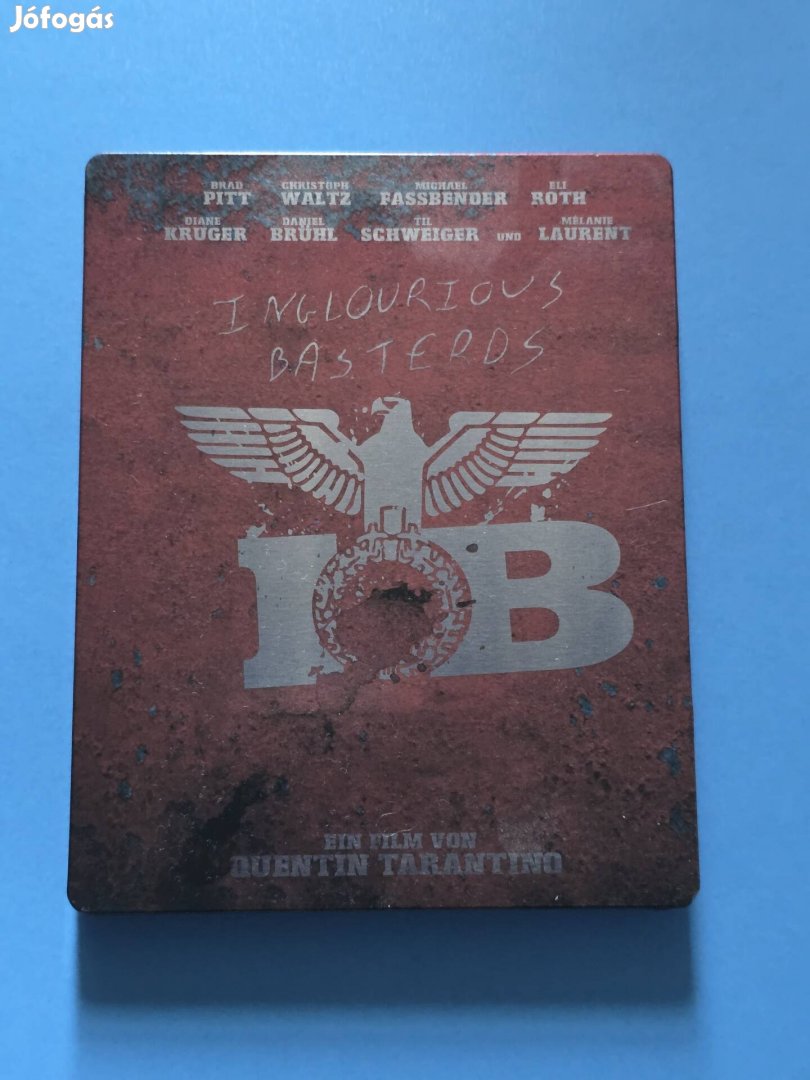 Jófogás
BRAD CHRISTOPH MICHAEL ELI
PITT WALTZ FASSBENDER ROTH
DIANE DANIEL TIL MÉLANIE
KRUGER BRÜHL SCHWEIGER UND LAURENT
INGLOURIOUS
BASTERDS
I B
EIN FILM VON
QUENTIN TARANTINO